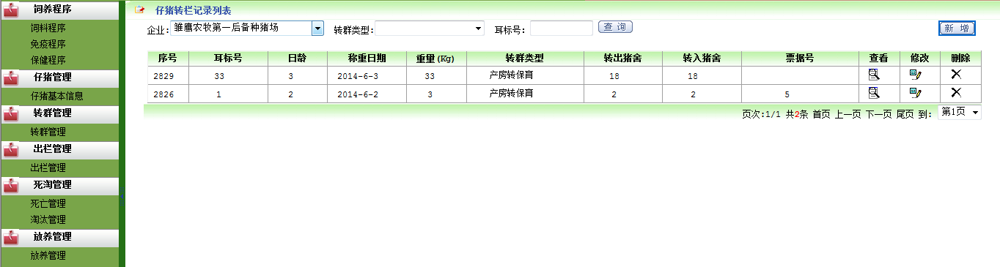 饲养程序
饲料程序
免疫程序
保健程序
仔猪管理
仔猪基本信息
转群管理
转群管理
出栏管理
出栏管理
死淘管理
死亡管理
淘汰管理
放养管理
放养管理
仔猪转栏记录列表
企业: 雏鹰农牧第一后备种猪场 转群类型: 耳标号: 查 询 新 增
序号 耳标号 日龄 称重日期 重量(Kg) 转群类型 转出猪舍 转入猪舍 票据号 查看 修改 删除
2829 33 3 2014-6-3 33 产房转保育 18 18
2826 1 2 2014-6-2 3 产房转保育 2 2 5
页次:1/1 共2条 首页 上一页 下一页 尾页 到: 第1页